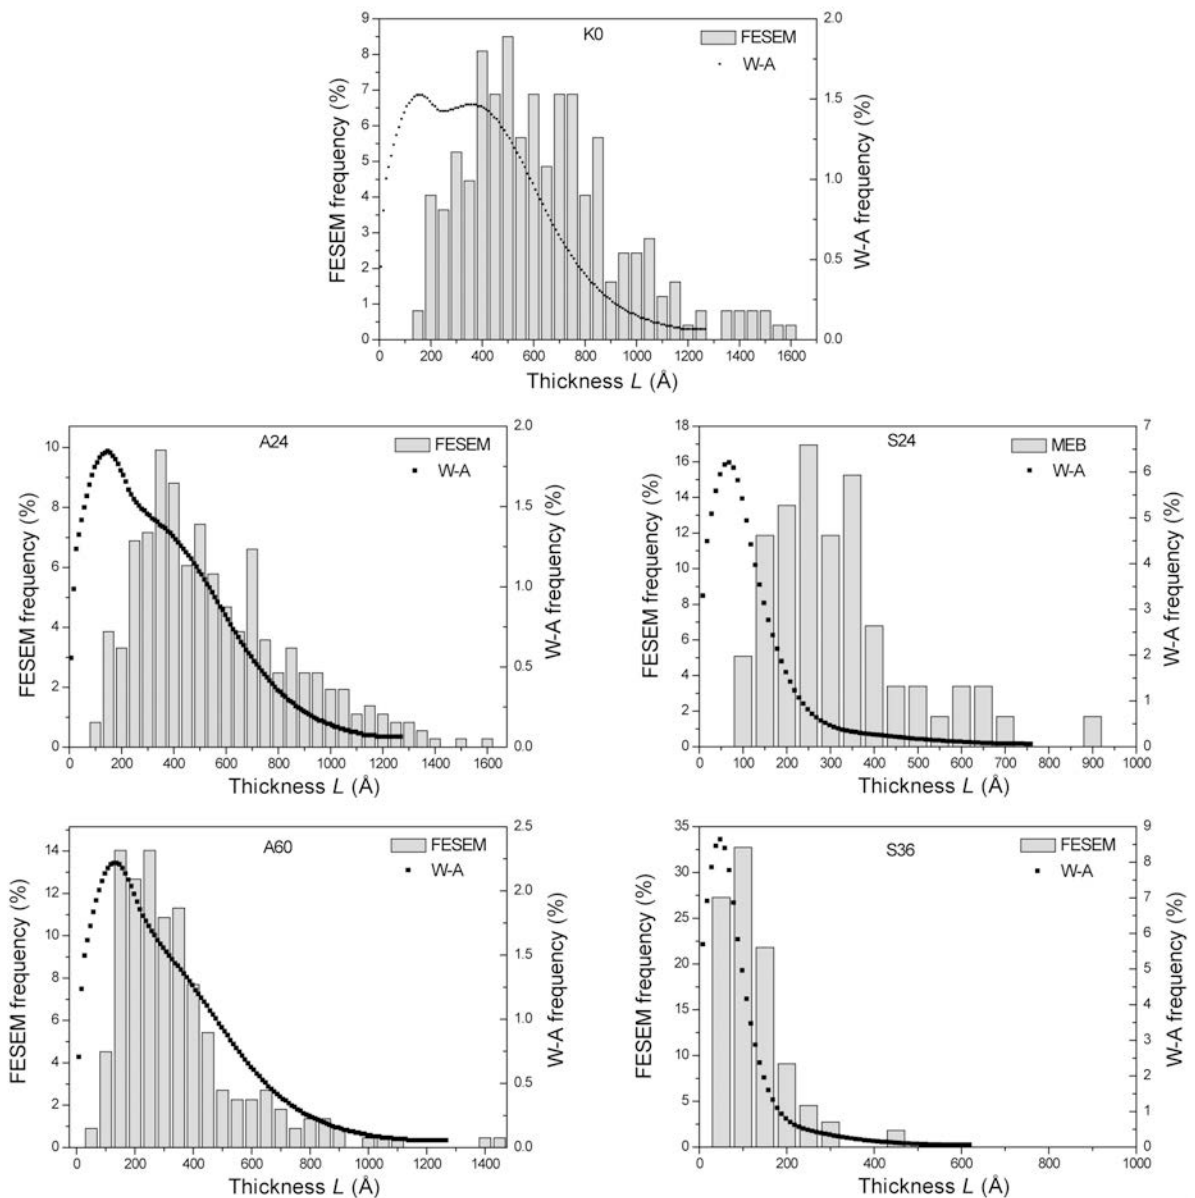 K0
FESEM
W-A
FESEM frequency (%)
9
8
7
6
5
4
3
2
1
0
2.0
1.5
1.0
0.5
0.0
W-A frequency (%)
0 200 400 600 800 1000 1200 1400 1600
Thickness L (Å)
A24
FESEM
W-A
FESEM frequency (%)
10
8
6
4
2
0
2.0
1.5
1.0
0.5
0.0
W-A frequency (%)
0 200 400 600 800 1000 1200 1400 1600
Thickness L (Å)
S24
MEB
W-A
FESEM frequency (%)
18
16
14
12
10
8
6
4
2
0
7
6
5
4
3
2
1
0
W-A frequency (%)
0 100 200 300 400 500 600 700 800 900 1000
Thickness L (Å)
A60
FESEM
W-A
FESEM frequency (%)
14
12
10
8
6
4
2
0
2.5
2.0
1.5
1.0
0.5
0.0
W-A frequency (%)
0 200 400 600 800 1000 1200 1400
Thickness L (Å)
S36
FESEM
W-A
FESEM frequency (%)
35
30
25
20
15
10
5
0
9
8
7
6
5
4
3
2
1
0
W-A frequency (%)
0 200 400 600 800 1000
Thickness L (Å)